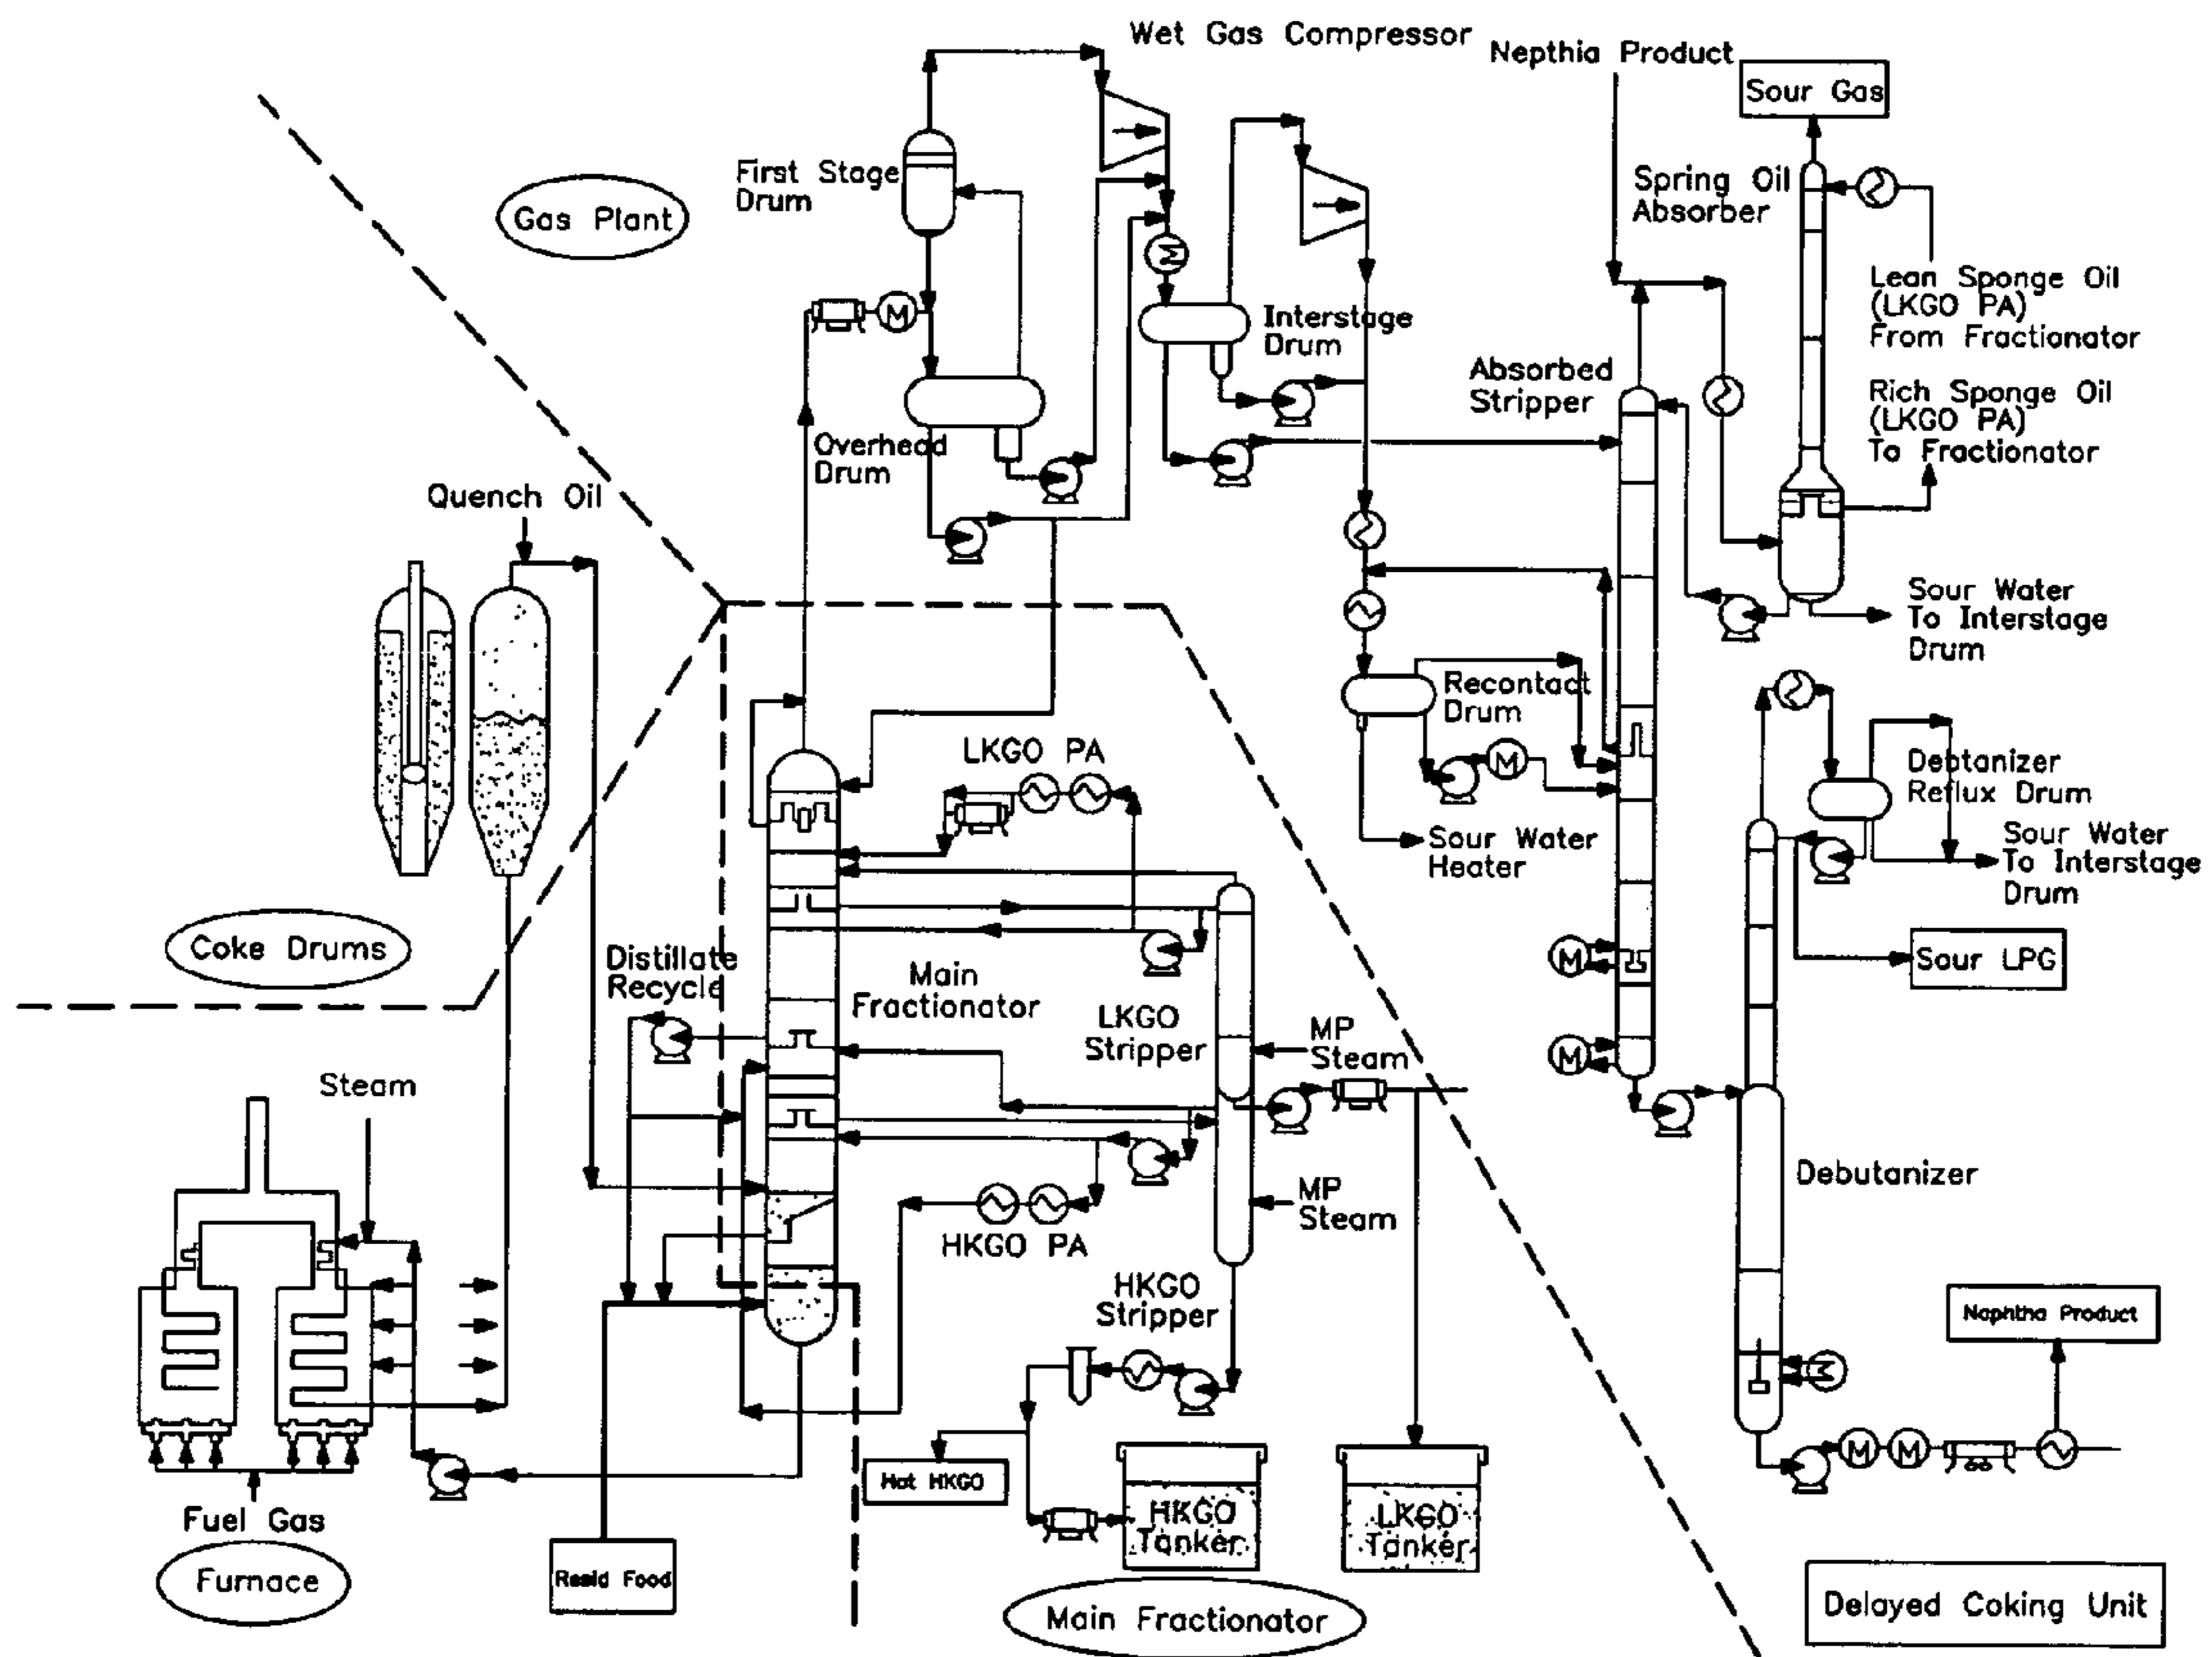 Wet Gas Compressor
Nepthia Product
Sour Gas
First Stage
Drum
Gas Plant
Spring Oil
Absorber
Lean Sponge Oil
(LKGO PA)
From Fractionator
Interstage
Drum
Absorbed
Stripper
Rich Sponge Oil
(LKGO PA)
To Fractionator
M
M
Overhead
Drum
Quench Oil
Sour Water
To Interstage
Drum
Recontact
Drum
M
LKGO PA
Debtanizer
Reflux Drum
Sour Water
To Interstage
Drum
Sour Water
Heater
Coke Drums
Distillate
Recycle
Main
Fractionator
M
Sour LPG
LKGO
Stripper
MP
Steam
M
Steam
Debutanizer
MP
Steam
HKGO PA
HKGO
Stripper
Naphtha Product
M
M
M
Hot HKGO
HKGO
Tanker
LKGO
Tanker
Fuel Gas
Furnace
Resid Food
Main Fractionator
Delayed Coking Unit